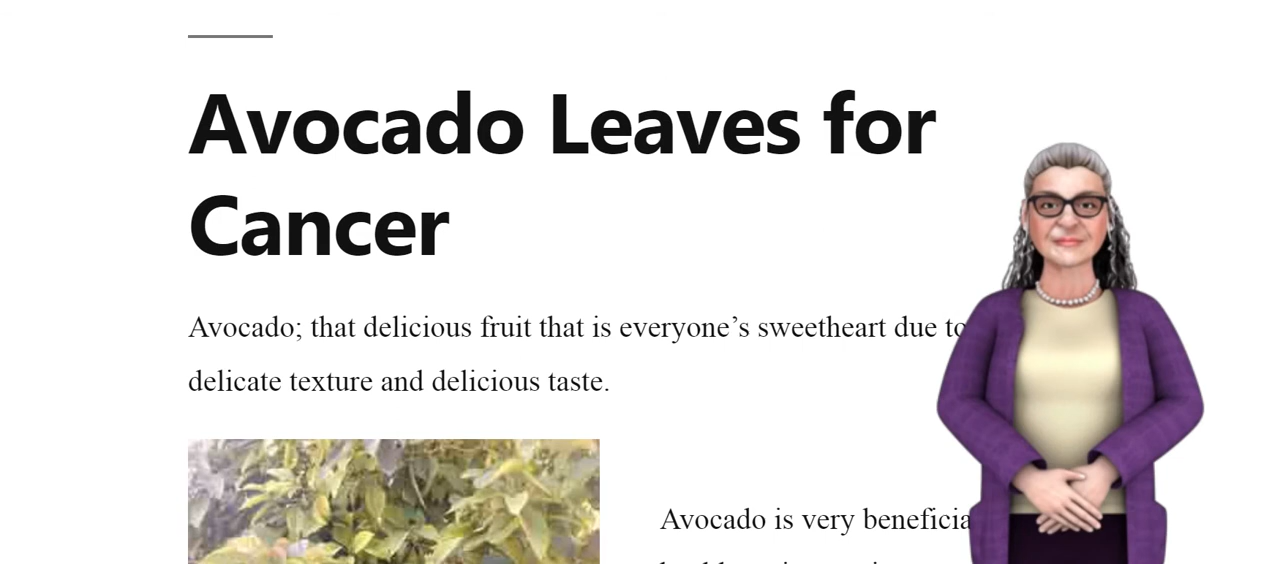 Avocado Leaves for
Cancer
Avocado; that delicious fruit that is everyone’s sweetheart due to
delicate texture and delicious taste.
Avocado is very